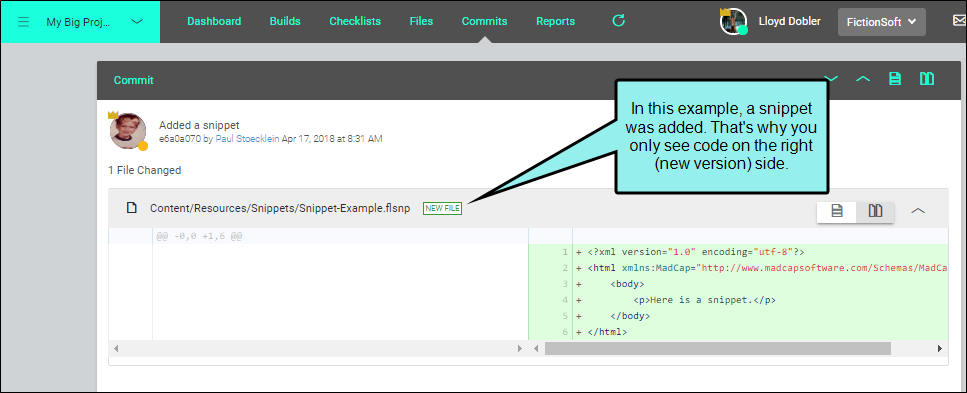 My Big Proj...
Dashboard
Builds
Checklists
Files
Commits
Reports
Lloyd Dobler
FictionSoft
Commit
In this example, a snippet
was added. That's why you
only see code on the right
(new version) side.
Added a snippet
e6a0a070 by Paul Stoecklein Apr 17, 2018 at 8:31 AM
1 File Changed
Content/Resources/Snippets/Snippet-Example.flsnp
NEW FILE
@@ -0,0 +1,6 @@
1 + <?xml version="1.0" encoding="utf-8"?>
2 + <html xmlns:MadCap="http://www.madcapsoftware.com/Schemas/MadCa
3 + <body>
4 + <p>Here is a snippet.</p>
5 + </body>
6 + </html>